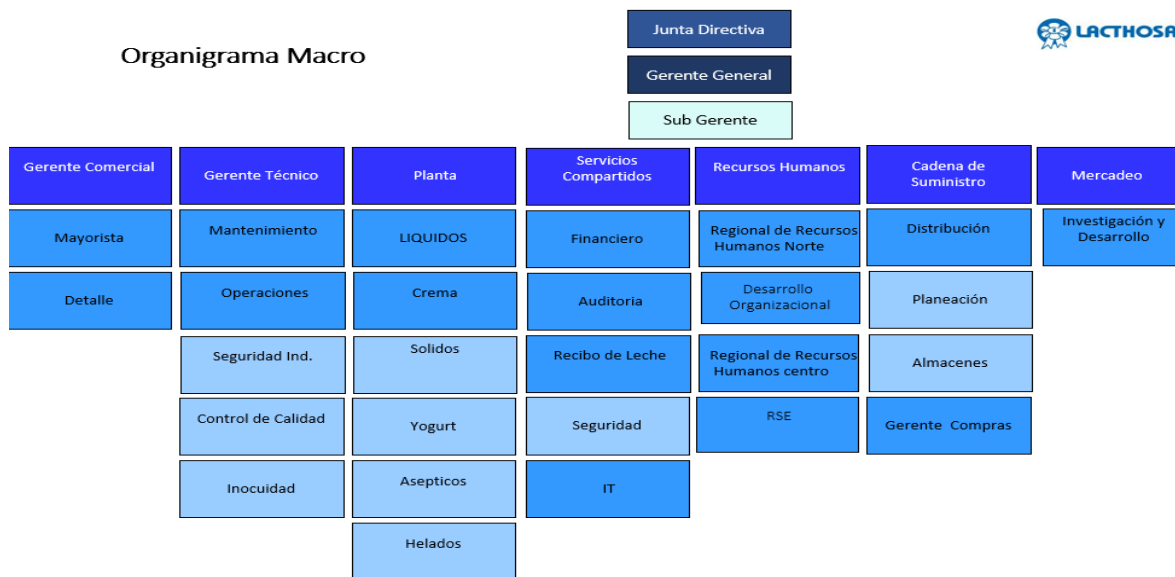 Junta Directiva
LACTHOSA
Organigrama Macro
Gerente General
Sub Gerente
Gerente Comercial
Mayorista
Detalle
Gerente Técnico
Mantenimiento
Operaciones
Seguridad Ind.
Control de Calidad
Inocuidad
Planta
LIQUIDOS
Crema
Solidos
Yogurt
Asepticos
Helados
Servicios
Compartidos
Financiero
Auditoria
Recibo de Leche
Seguridad
IT
Recursos Humanos
Regional de Recursos
Humanos Norte
Desarrollo
Organizacional
Regional de Recursos
Humanos centro
RSE
Cadena de
Suministro
Distribución
Planeación
Almacenes
Gerente Compras
Mercadeo
Investigación y
Desarrollo